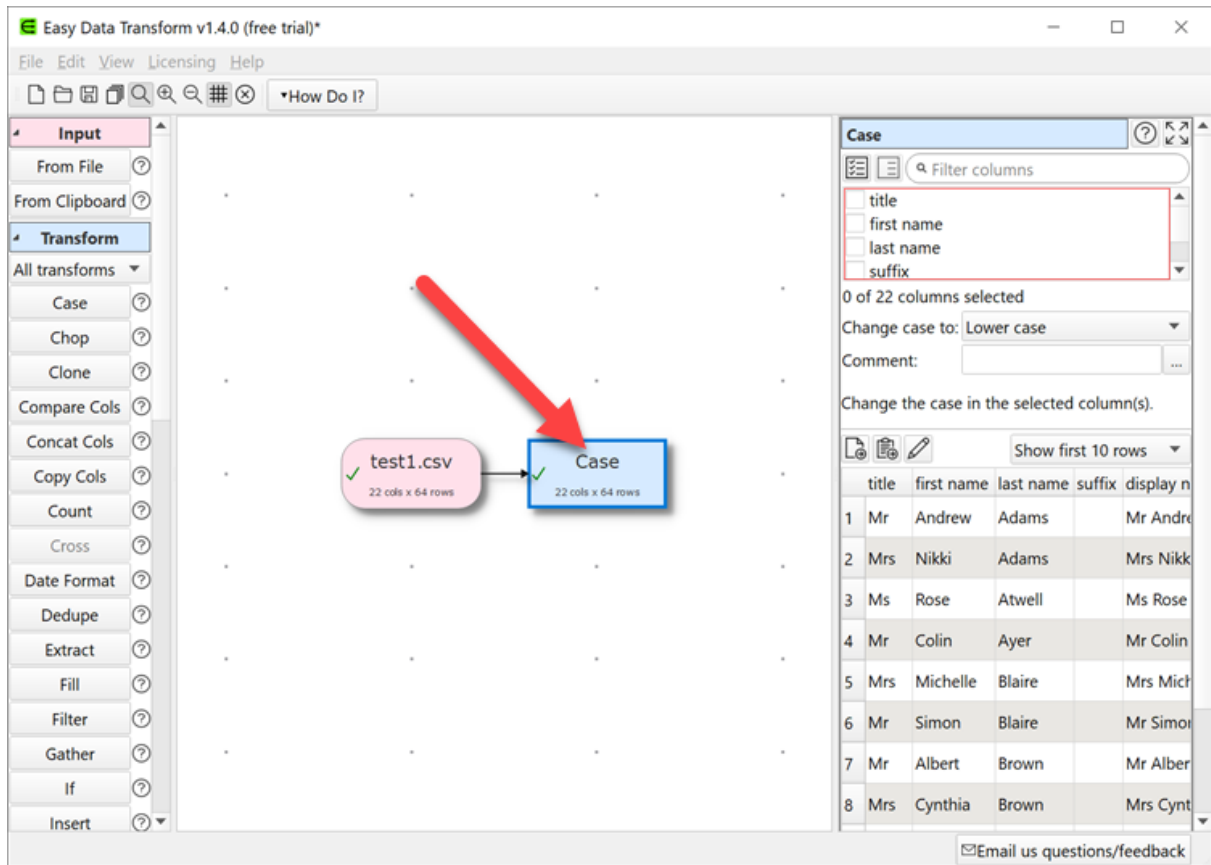 Easy Data Transform v1.4.0 (free trial)*
File Edit View Licensing Help
▾How Do I?
Input
From File
From Clipboard
Transform
All transforms
Case
Chop
Clone
Compare Cols
Concat Cols
Copy Cols
Count
Cross
Date Format
Dedupe
Extract
Fill
Filter
Gather
If
Insert
test1.csv
22 cols x 64 rows
Case
22 cols x 64 rows
Case
Filter columns
title
first name
last name
suffix
0 of 22 columns selected
Change case to: Lower case
Comment: ...
Change the case in the selected column(s).
Show first 10 rows
title first name last name suffix display n
1 Mr Andrew Adams Mr Andre
2 Mrs Nikki Adams Mrs Nikk
3 Ms Rose Atwell Ms Rose
4 Mr Colin Ayer Mr Colin
5 Mrs Michelle Blaire Mrs Mich
6 Mr Simon Blaire Mr Simon
7 Mr Albert Brown Mr Alber
8 Mrs Cynthia Brown Mrs Cynt
Email us questions/feedback